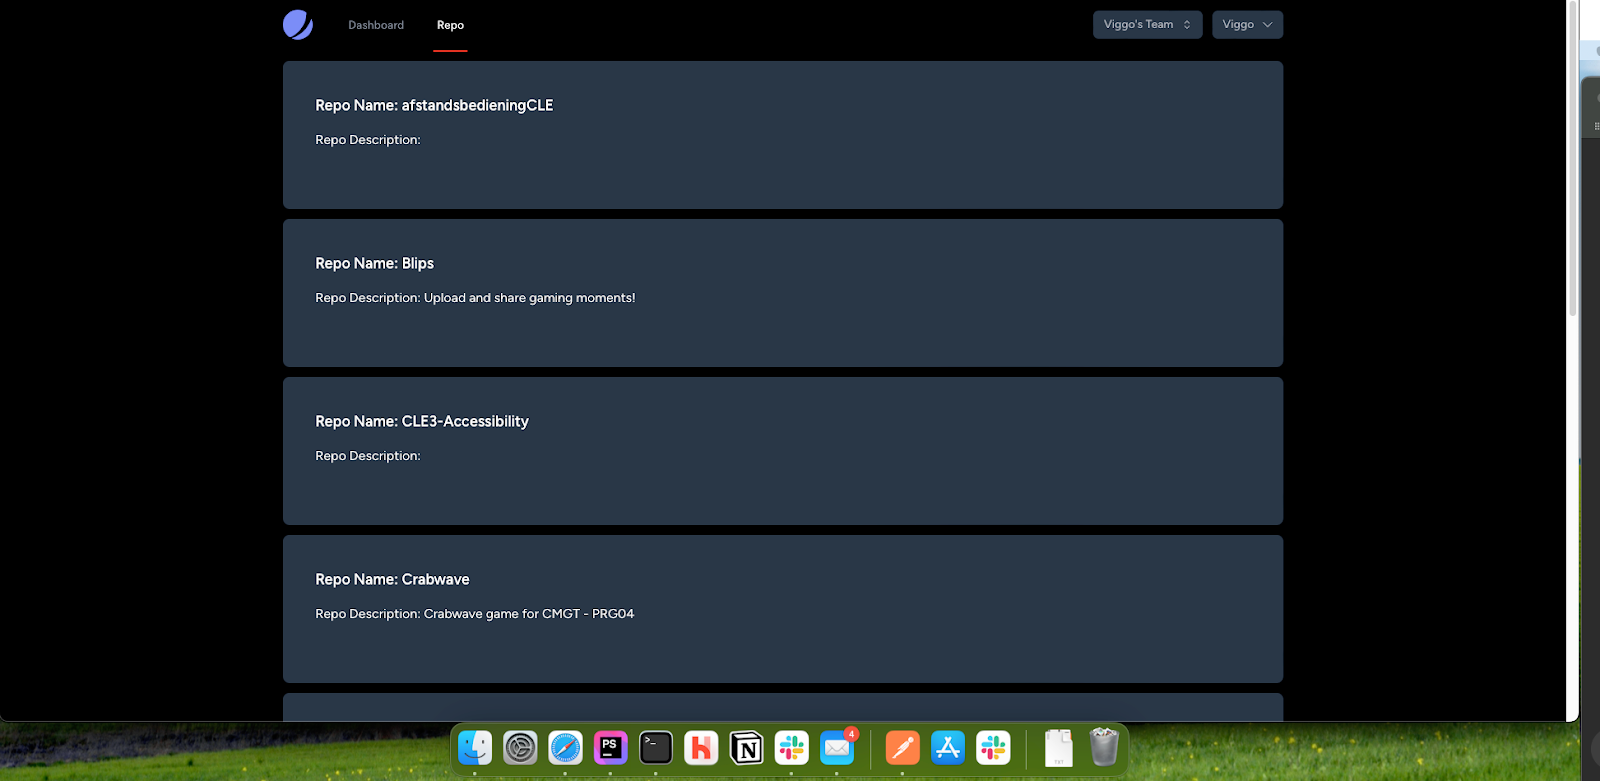 Dashboard
Repo
Viggo's Team
Viggo
Repo Name: afstandsbedieningCLE
Repo Description:
Repo Name: Blips
Repo Description: Upload and share gaming moments!
Repo Name: CLE3-Accessibility
Repo Description:
Repo Name: Crabwave
Repo Description: Crabwave game for CMGT - PRG04
PS
>_
4
TXT